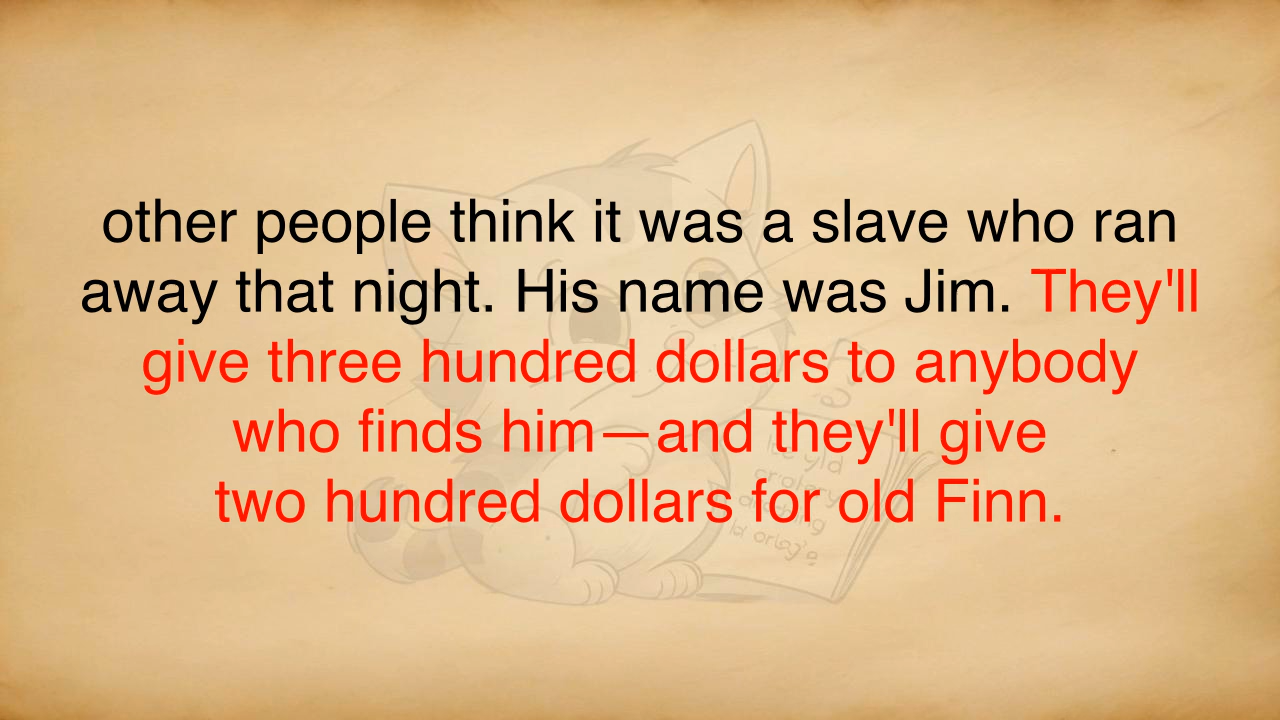 other people think it was a slave who ran
away that night. His name was Jim. They'll
give three hundred dollars to anybody
who finds him—and they'll give
two hundred dollars for old Finn.